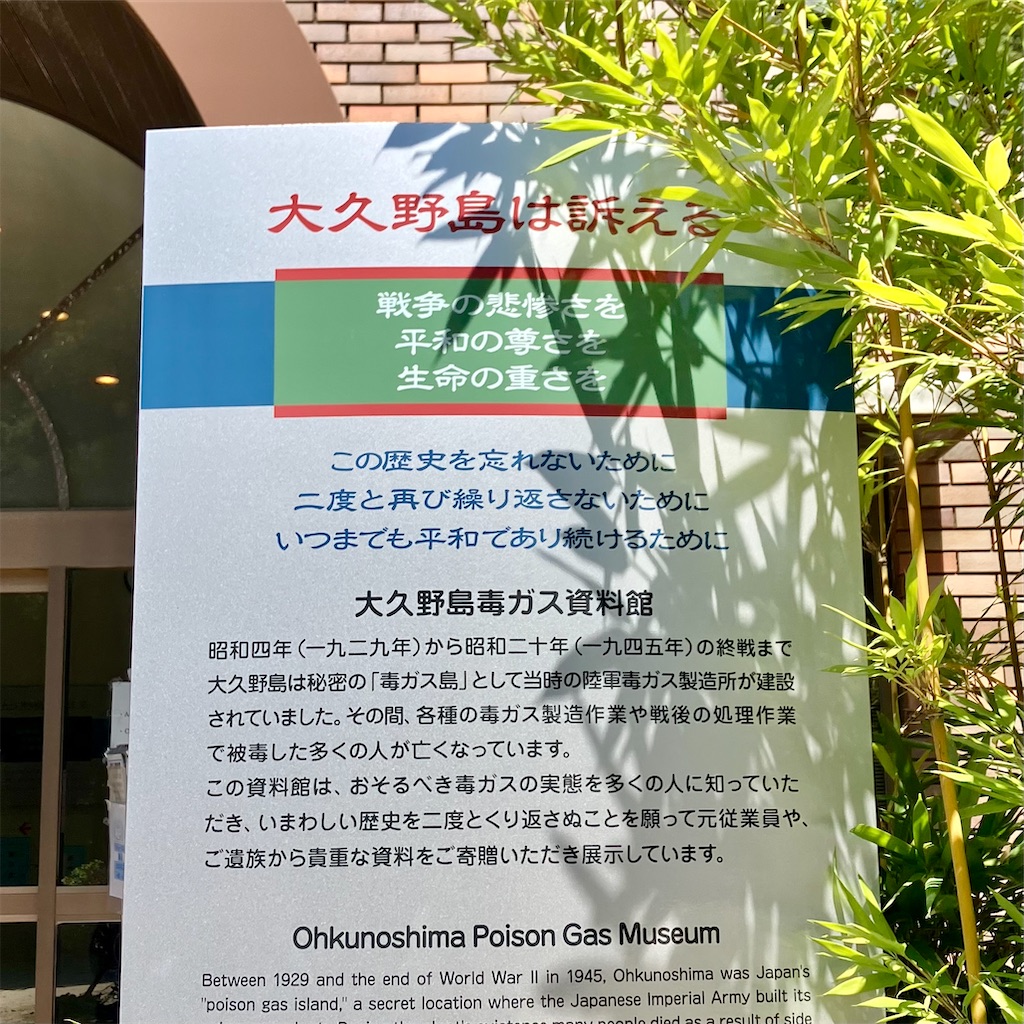 大久野島は訴える
戦争の悲惨さを
平和の尊さを
生命の重さを
この歴史を忘れないために
二度と再び繰り返さないために
いつまでも平和であり続けるために
大久野島毒ガス資料館
昭和四年(一九二九年)から昭和二十年(一九四五年)の終戦まで
大久野島は秘密の「毒ガス島」として当時の陸軍毒ガス製造所が建設
されていました。その間、各種の毒ガス製造作業や戦後の処理作業
で被毒した多くの人が亡くなっています。
この資料館は、おそるべき毒ガスの実態を多くの人に知っていた
だき、いまわしい歴史を二度とくり返さぬことを願って元従業員や、
ご遺族から貴重な資料をご寄贈いただき展示しています。
Ohkunoshima Poison Gas Museum
Between 1929 and the end of World War II in 1945, Ohkunoshima was Japan's
"poison gas island," a secret location where the Japanese Imperial Army built its
many people died as a result of side